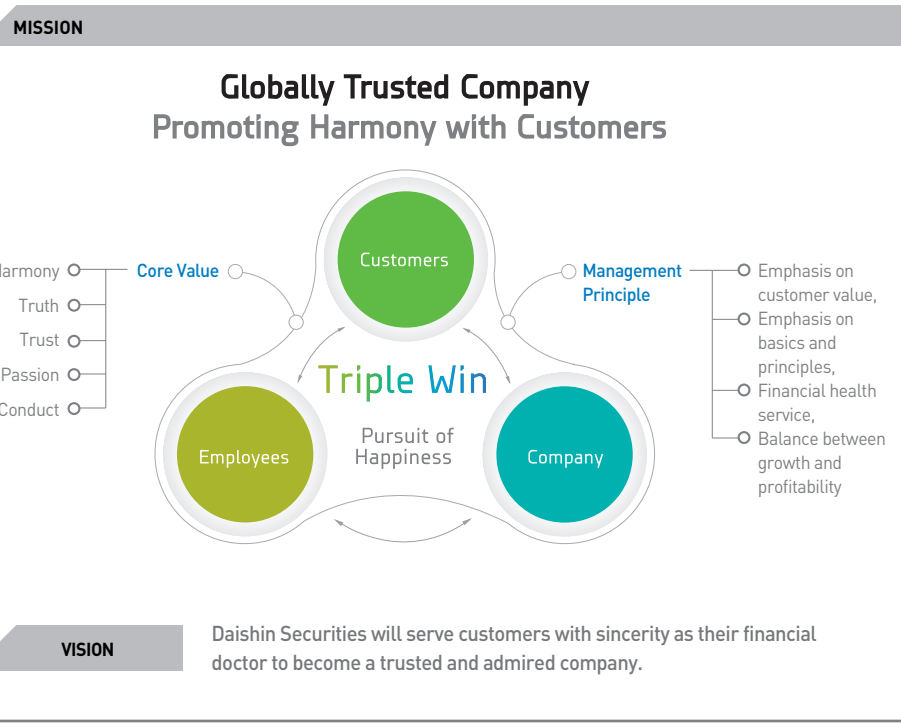 MISSION
Globally Trusted Company
Promoting Harmony with Customers
Customers
Core Value
Truth
Trust
Passion
Conduct
Management
Principle
Emphasis on
customer value,
Emphasis on
basics and
principles,
Financial health
service,
Balance between
growth and
profitability
Triple Win
Pursuit of
Happiness
Employees
Company
VISION
Daishin Securities will serve customers with sincerity as their financial
doctor to become a trusted and admired company.